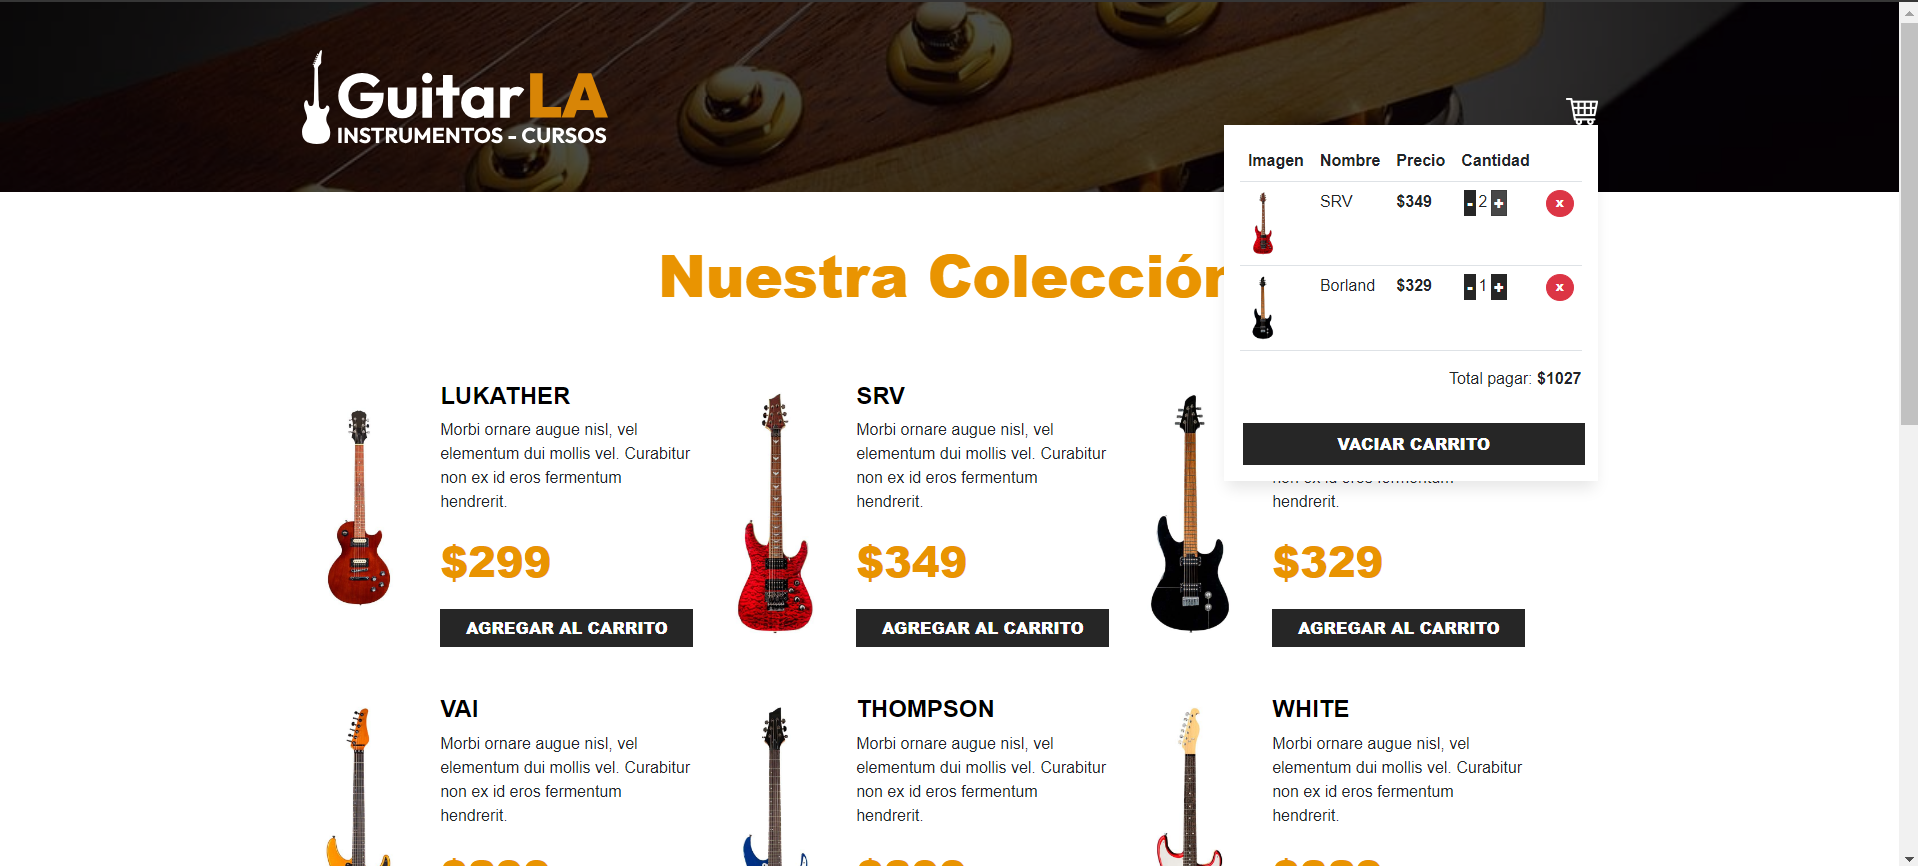 GuitarLA
INSTRUMENTOS - CURSOS
Imagen Nombre Precio Cantidad
SRV $349 - 2 + x
Borland $329 - 1 + x
Total pagar: $1027
VACIAR CARRITO
Nuestra Colección
LUKATHER
Morbi ornare augue nisl, vel
elementum dui mollis vel. Curabitur
non ex id eros fermentum
hendrerit.
$299
AGREGAR AL CARRITO
SRV
Morbi ornare augue nisl, vel
elementum dui mollis vel. Curabitur
non ex id eros fermentum
hendrerit.
$349
AGREGAR AL CARRITO
non ex id eros fermentum
hendrerit.
$329
AGREGAR AL CARRITO
VAI
Morbi ornare augue nisl, vel
elementum dui mollis vel. Curabitur
non ex id eros fermentum
hendrerit.
THOMPSON
Morbi ornare augue nisl, vel
elementum dui mollis vel. Curabitur
non ex id eros fermentum
hendrerit.
WHITE
Morbi ornare augue nisl, vel
elementum dui mollis vel. Curabitur
non ex id eros fermentum
hendrerit.